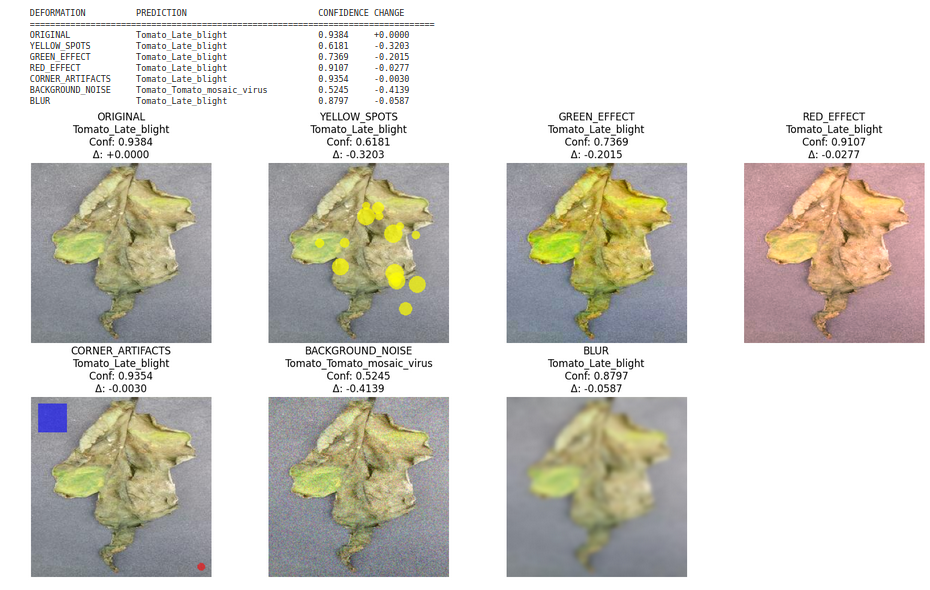 DEFORMATION PREDICTION CONFIDENCE CHANGE
================================================================================
ORIGINAL Tomato_Late_blight 0.9384 +0.0000
YELLOW_SPOTS Tomato_Late_blight 0.6181 -0.3203
GREEN_EFFECT Tomato_Late_blight 0.7369 -0.2015
RED_EFFECT Tomato_Late_blight 0.9107 -0.0277
CORNER_ARTIFACTS Tomato_Late_blight 0.9354 -0.0030
BACKGROUND_NOISE Tomato_Tomato_mosaic_virus 0.5245 -0.4139
BLUR Tomato_Late_blight 0.8797 -0.0587
ORIGINAL
Tomato_Late_blight
Conf: 0.9384
Δ: +0.0000
YELLOW_SPOTS
Tomato_Late_blight
Conf: 0.6181
Δ: -0.3203
GREEN_EFFECT
Tomato_Late_blight
Conf: 0.7369
Δ: -0.2015
RED_EFFECT
Tomato_Late_blight
Conf: 0.9107
Δ: -0.0277
CORNER_ARTIFACTS
Tomato_Late_blight
Conf: 0.9354
Δ: -0.0030
BACKGROUND_NOISE
Tomato_Tomato_mosaic_virus
Conf: 0.5245
Δ: -0.4139
BLUR
Tomato_Late_blight
Conf: 0.8797
Δ: -0.0587